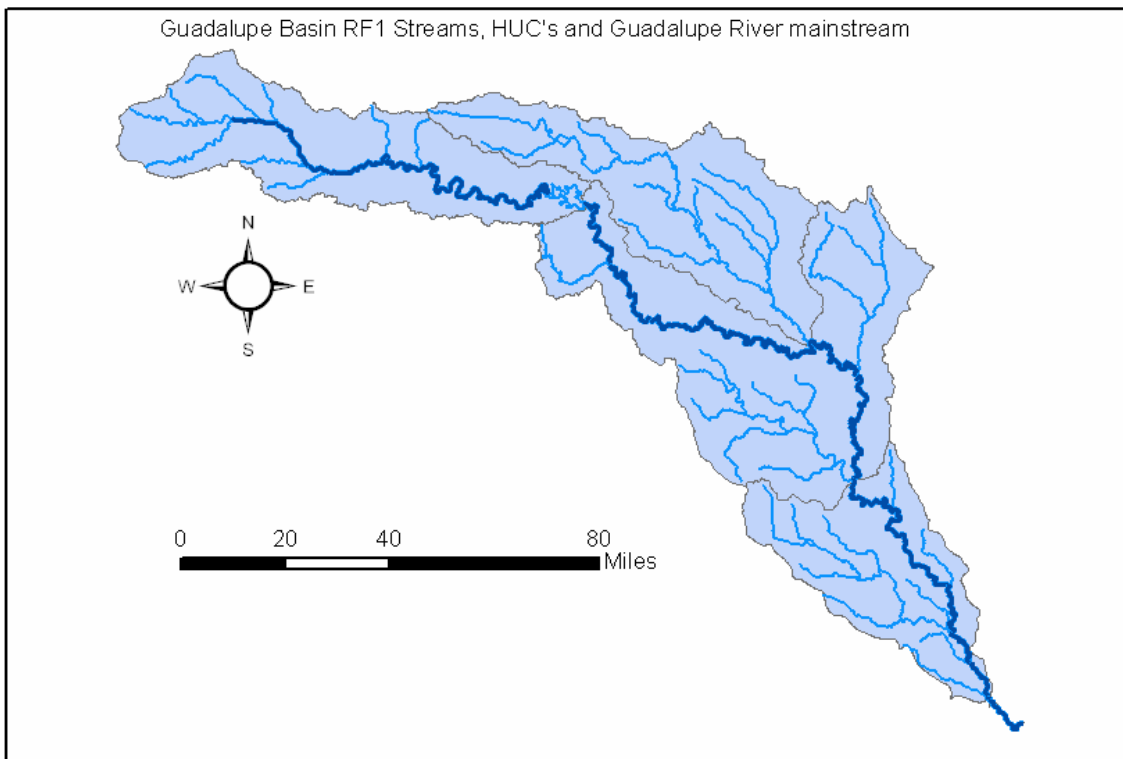 Guadalupe Basin RF1 Streams, HUC's and Guadalupe River mainstream
N
W E
S
0 20 40 80
Miles